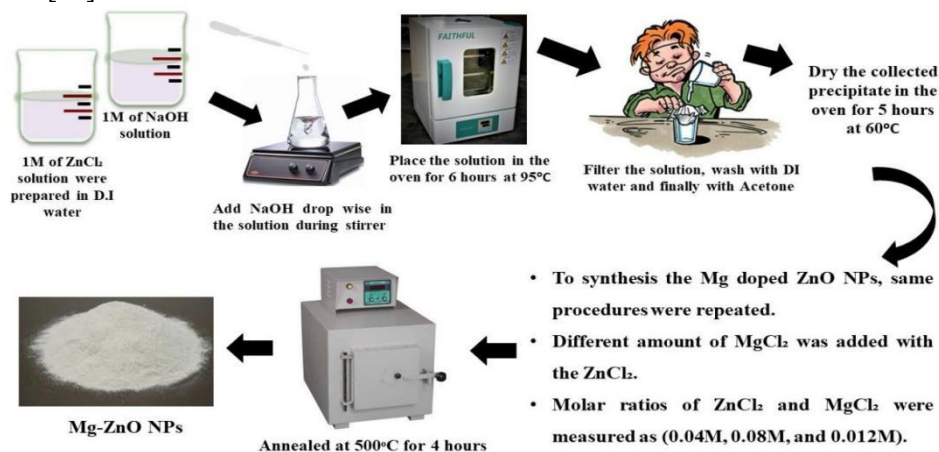 1M of ZnCl₂
solution were
prepared in D.I
water
1M of NaOH
solution
Add NaOH drop wise in
the solution during stirrer
FAITHFUL
Place the solution in the
oven for 6 hours at 95°C
Filter the solution, wash with DI
water and finally with Acetone
Dry the collected
precipitate in the
oven for 5 hours
at 60°C
• To synthesis the Mg doped ZnO NPs, same
procedures were repeated.
• Different amount of MgCl₂ was added with
the ZnCl₂.
• Molar ratios of ZnCl₂ and MgCl₂ were
measured as (0.04M, 0.08M, and 0.012M).
Annealed at 500°C for 4 hours
Mg-ZnO NPs